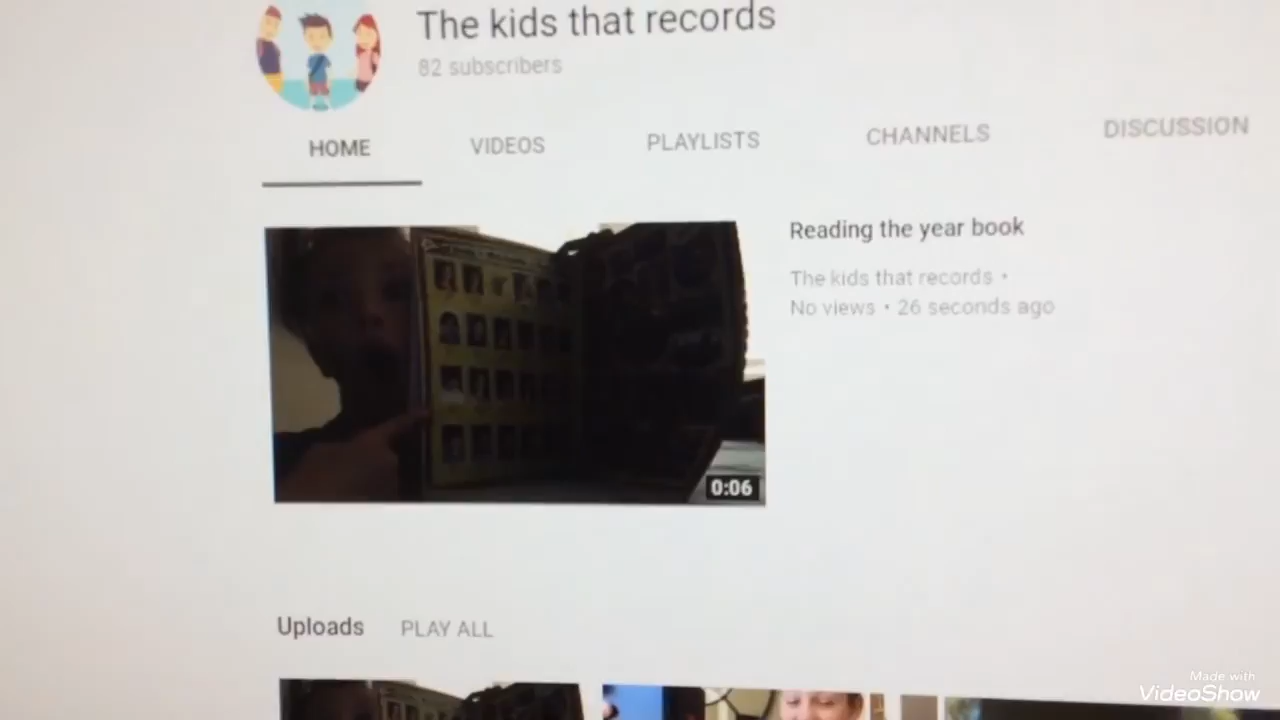 The kids that records
82 subscribers
HOME VIDEOS PLAYLISTS CHANNELS DISCUSSION
Reading the year book
The kids that records •
No views • 26 seconds ago
0:06
Uploads PLAY ALL
Made with
VideoShow